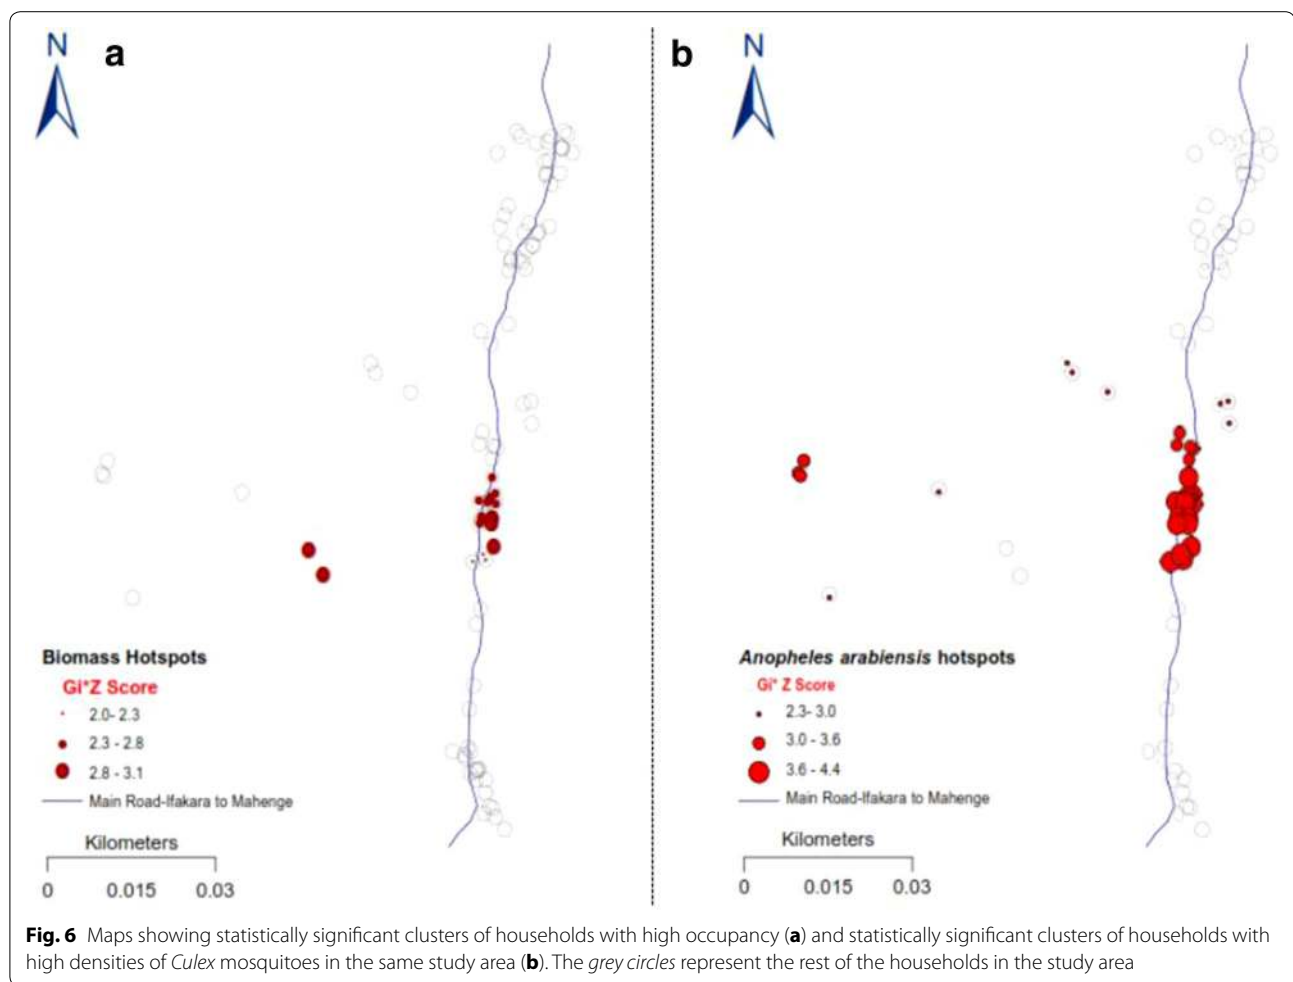 N
a
Biomass Hotspots
Gi*Z Score
2.0- 2.3
2.3 - 2.8
2.8 - 3.1
Main Road-Ifakara to Mahenge
Kilometers
0 0.015 0.03
N
b
Anopheles arabiensis hotspots
Gi* Z Score
2.3- 3.0
3.0 - 3.6
3.6 - 4.4
Main Road-Ifakara to Mahenge
Kilometers
0 0.015 0.03
Fig. 6 Maps showing statistically significant clusters of households with high occupancy (a) and statistically significant clusters of households with
high densities of Culex mosquitoes in the same study area (b). The grey circles represent the rest of the households in the study area